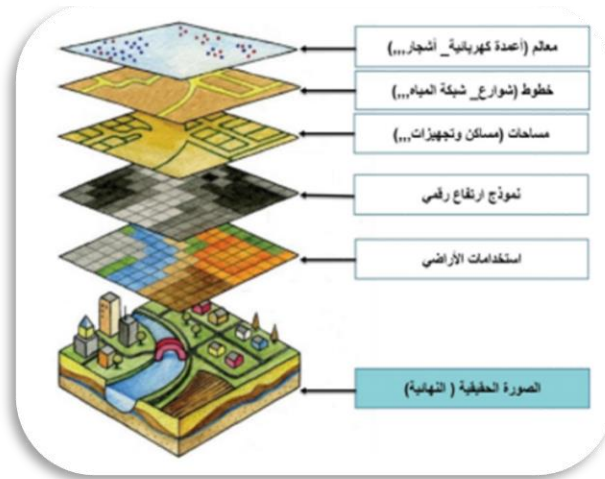 معالم (أعمدة كهربائية_ أشجار,,,)
خطوط (شوارع_ شبكة المياه,,,)
مساحات (مساكن وتجهيزات,,,)
نموذج ارتفاع رقمي
استخدامات الأراضي
الصورة الحقيقية ( النهائية)